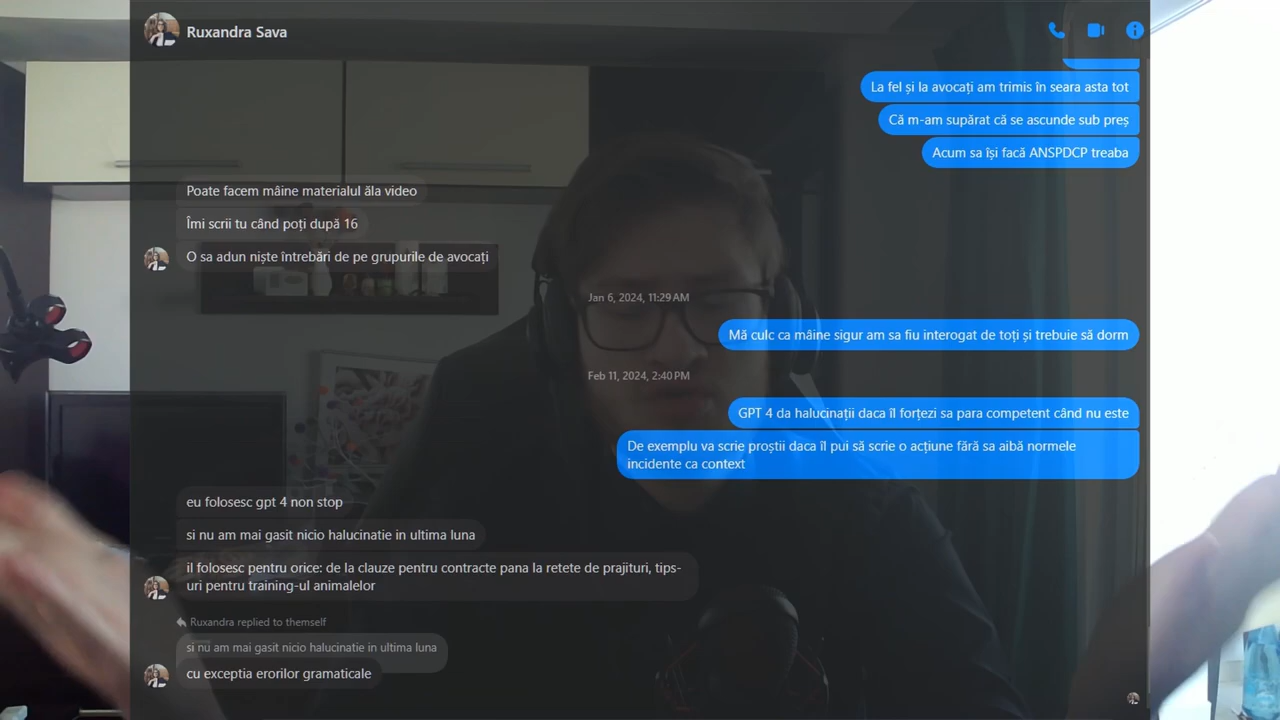 Ruxandra Sava
La fel și la avocați am trimis în seara asta tot
Că m-am supărat că se ascunde sub preș
Acum sa își facă ANSPDCP treaba
Poate facem mâine materialul ăla video
Îmi scrii tu când poți după 16
O sa adun niște întrebări de pe grupurile de avocați
Jan 6, 2024, 11:29 AM
Mă culc ca mâine sigur am sa fiu interogat de toți și trebuie să dorm
Feb 11, 2024, 2:40 PM
GPT 4 da halucinații daca îl forțezi sa para competent când nu este
De exemplu va scrie proștii daca îl pui să scrie o acțiune fără sa aibă normele
incidente ca context
eu folosesc gpt 4 non stop
si nu am mai gasit nicio halucinatie in ultima luna
il folosesc pentru orice: de la clauze pentru contracte pana la retete de prajituri, tips-
uri pentru training-ul animalelor
Ruxandra replied to themself
si nu am mai gasit nicio halucinatie in ultima luna
cu exceptia erorilor gramaticale